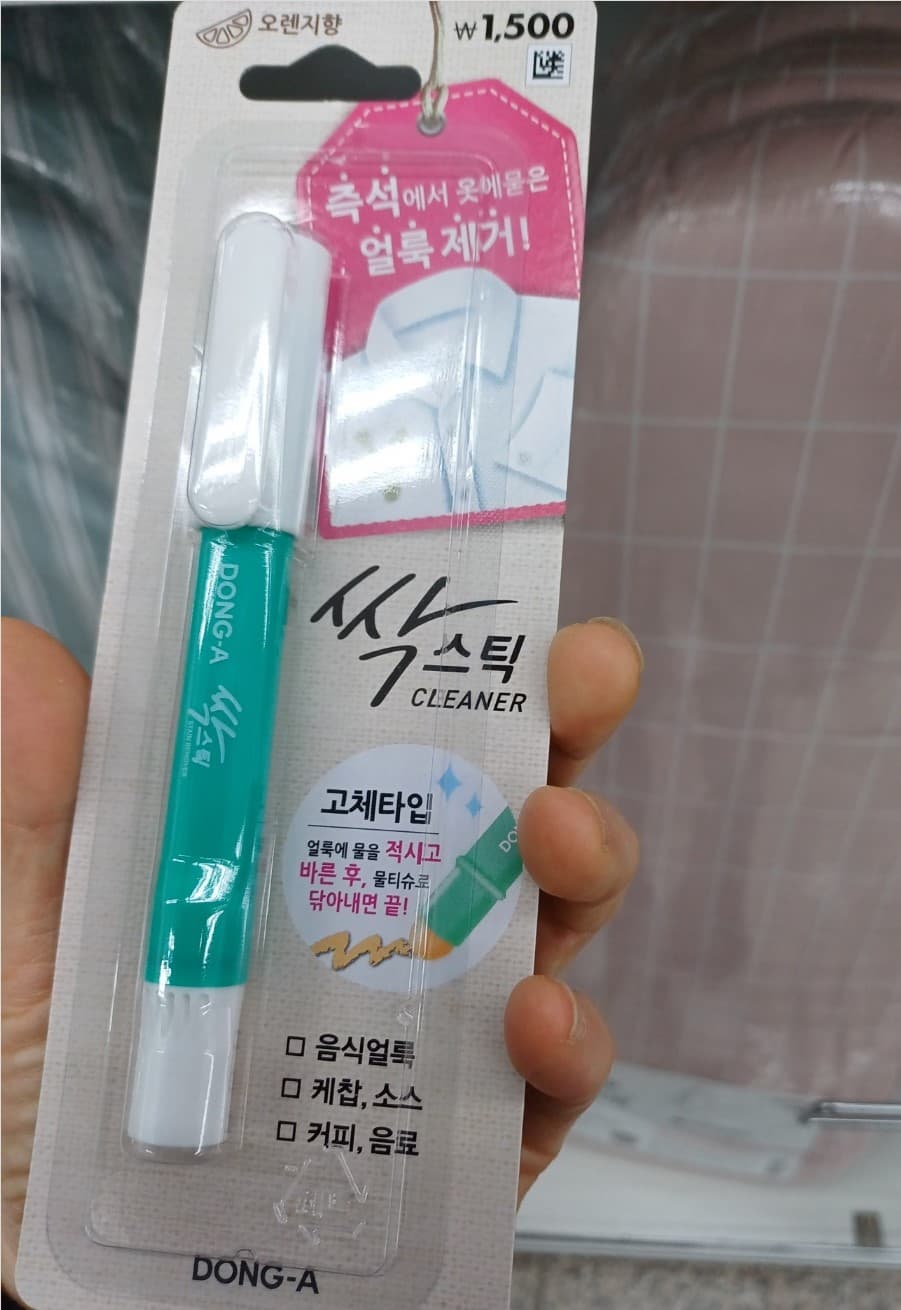 오렌지향
₩1,500
즉석에서 옷에묻은
얼룩 제거!
싹스틱
CLEANER
DONG-A
싹스틱
STAIN REMOVER
고체타입
얼룩에 물을 적시고
바른 후, 물티슈로
닦아내면 끝!
DO
□ 음식얼룩
□ 케찹, 소스
□ 커피, 음료
DONG-A